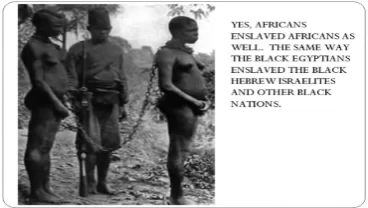 YES, AFRICANS
ENSLAVED AFRICANS AS
WELL. THE SAME WAY
THE BLACK EGYPTIANS
ENSLAVED THE BLACK
HEBREW ISRAELITES
AND OTHER BLACK
NATIONS.